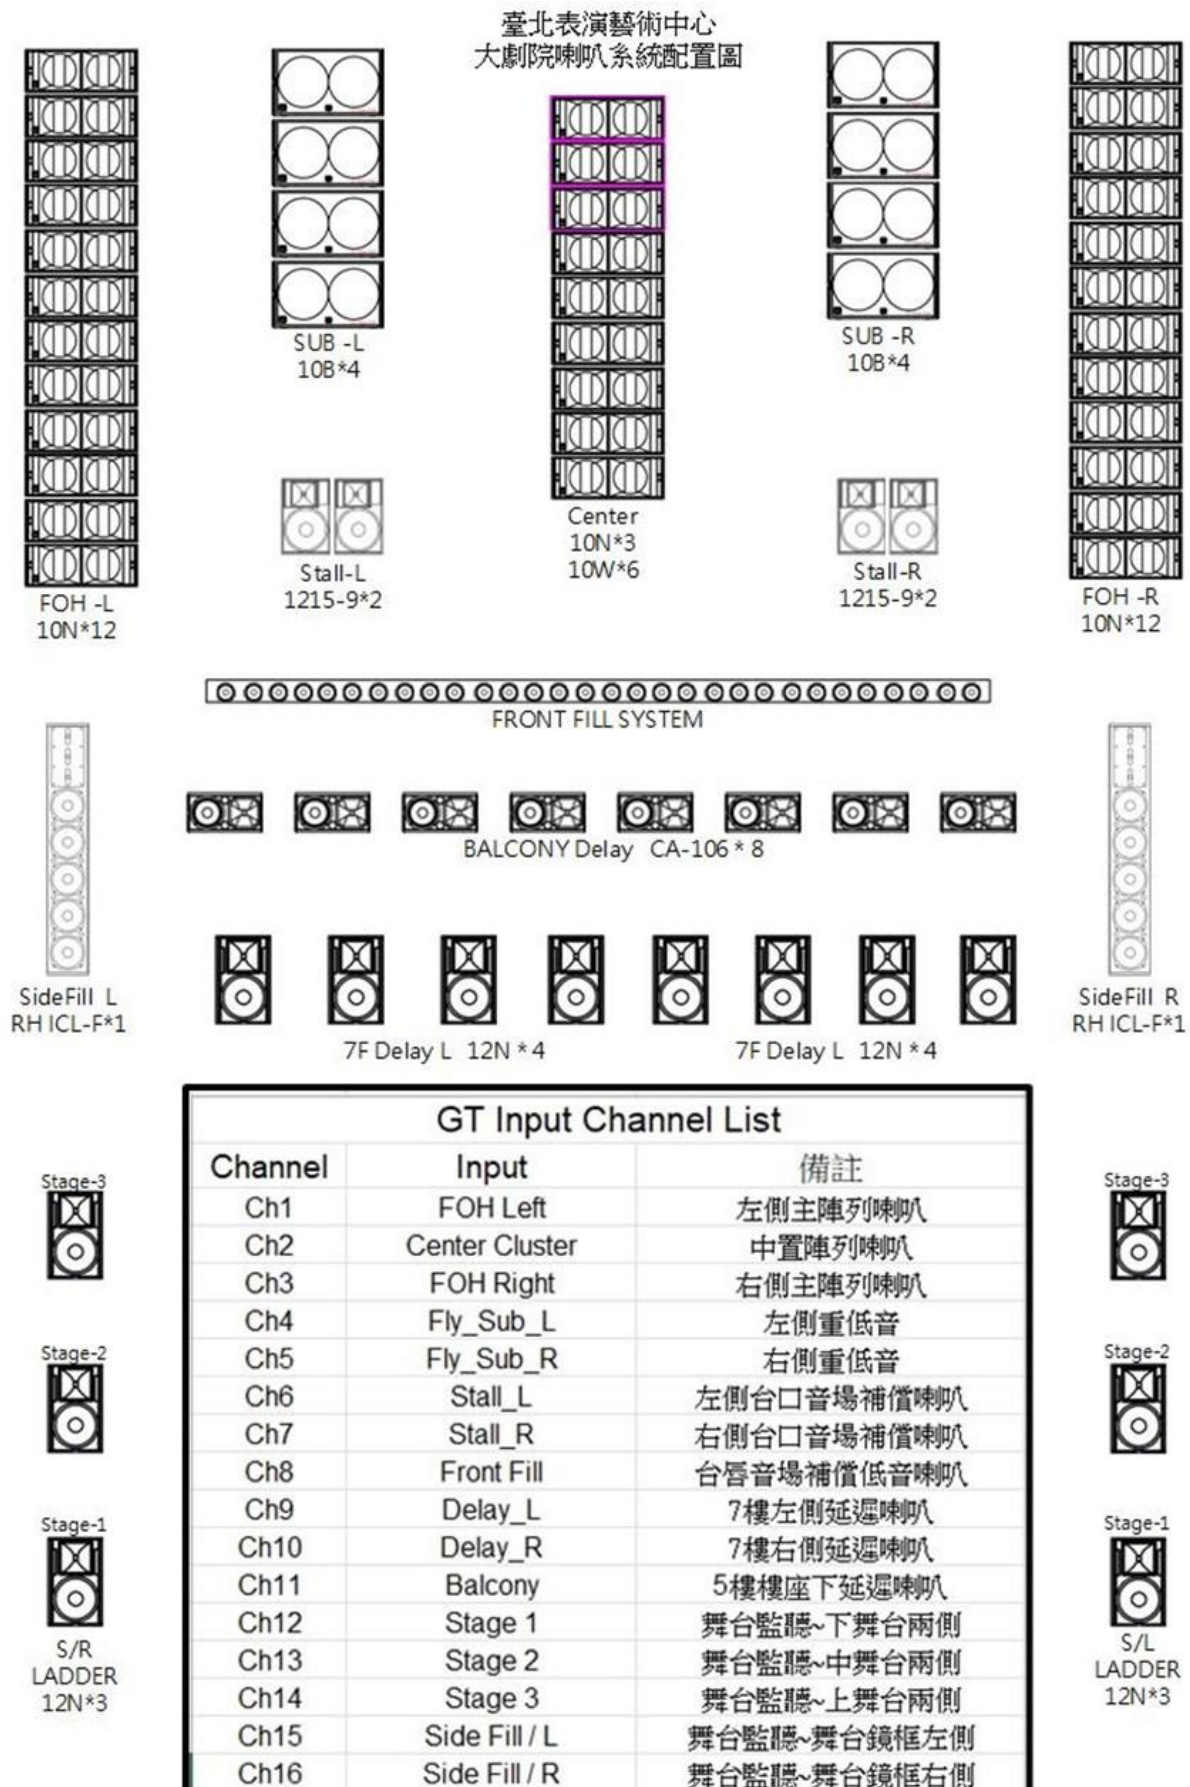 臺北表演藝術中心
大劇院喇叭系統配置圖
SUB -L
10B*4
SUB -R
10B*4
Center
10N*3
10W*6
Stall-L
1215-9*2
Stall-R
1215-9*2
FOH -L
10N*12
FOH -R
10N*12
FRONT FILL SYSTEM
BALCONY Delay CA-106 * 8
SideFill L
RH ICL-F*1
SideFill R
RH ICL-F*1
7F Delay L 12N * 4
7F Delay L 12N * 4
GT Input Channel List
Channel Input 備註
Ch1 FOH Left 左側主陣列喇叭
Ch2 Center Cluster 中置陣列喇叭
Ch3 FOH Right 右側主陣列喇叭
Ch4 Fly_Sub_L 左側重低音
Ch5 Fly_Sub_R 右側重低音
Ch6 Stall_L 左側台口音場補償喇叭
Ch7 Stall_R 右側台口音場補償喇叭
Ch8 Front Fill 台唇音場補償低音喇叭
Ch9 Delay_L 7樓左側延遲喇叭
Ch10 Delay_R 7樓右側延遲喇叭
Ch11 Balcony 5樓樓座下延遲喇叭
Ch12 Stage 1 舞台監聽~下舞台兩側
Ch13 Stage 2 舞台監聽~中舞台兩側
Ch14 Stage 3 舞台監聽~上舞台兩側
Ch15 Side Fill / L 舞台監聽~舞台鏡框左側
Ch16 Side Fill / R 舞台監聽~舞台鏡框右側
Stage-3
Stage-2
Stage-1
S/R
LADDER
12N*3
Stage-3
Stage-2
Stage-1
S/L
LADDER
12N*3